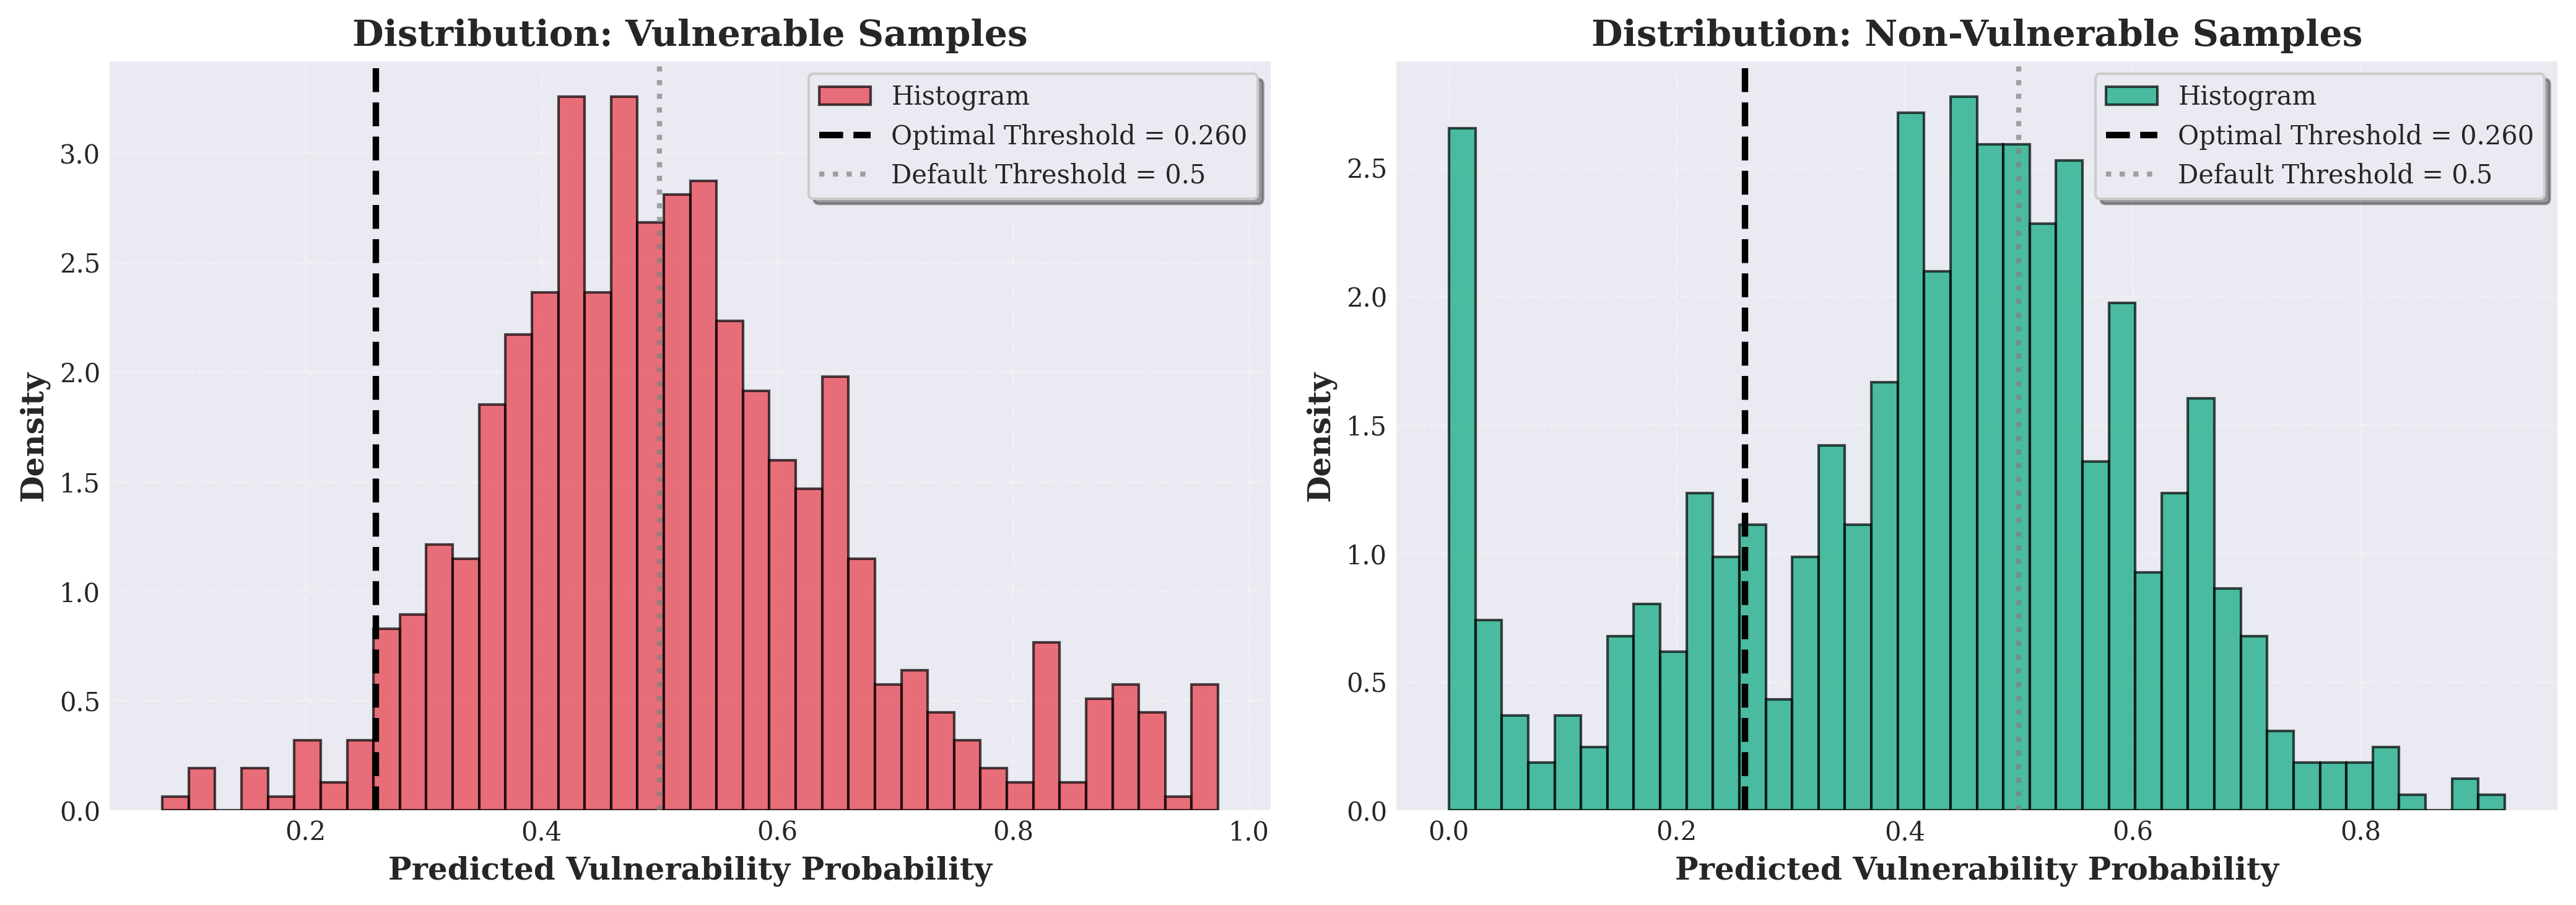 Distribution: Vulnerable Samples
Histogram
Optimal Threshold = 0.260
Default Threshold = 0.5
Density
3.0
2.5
2.0
1.5
1.0
0.5
0.0
0.2 0.4 0.6 0.8 1.0
Predicted Vulnerability Probability
Distribution: Non-Vulnerable Samples
Histogram
Optimal Threshold = 0.260
Default Threshold = 0.5
Density
2.5
2.0
1.5
1.0
0.5
0.0
0.0 0.2 0.4 0.6 0.8
Predicted Vulnerability Probability